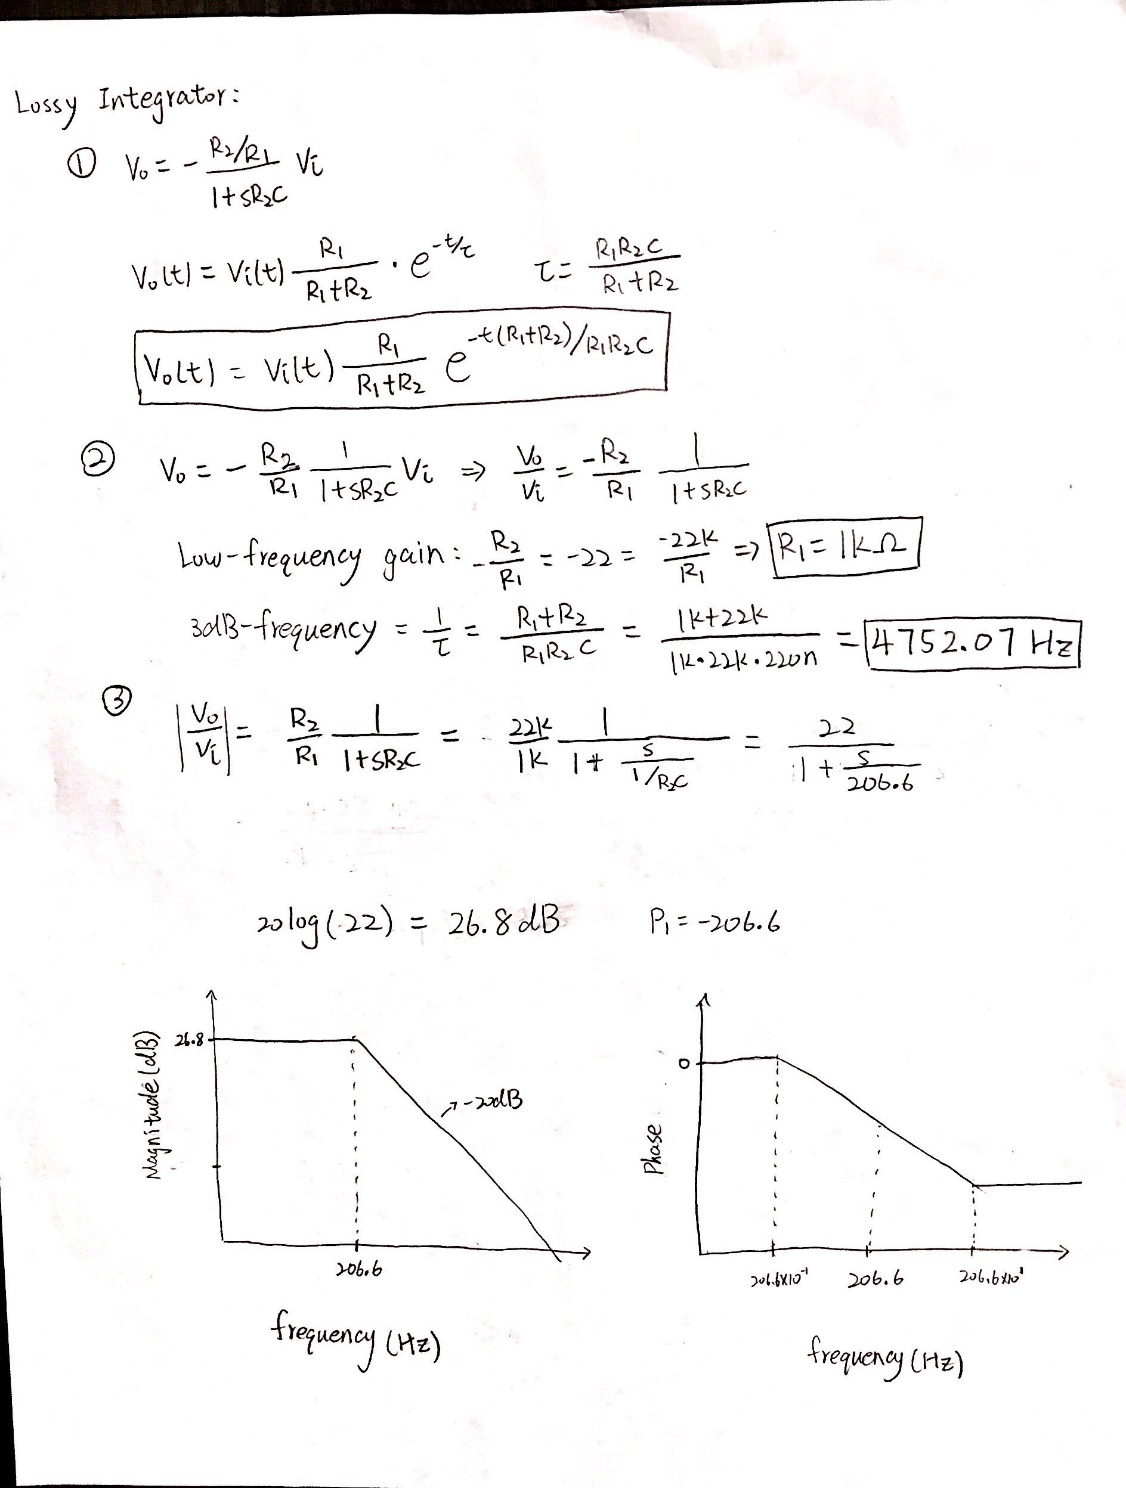 Lossy Integrator:
① Vo = - (R2/R1)/(1+sR2C) Vi
Vo(t) = Vi(t) R1/(R1+R2) · e^(-t/τ) τ = R1R2C/(R1+R2)
Vo(t) = Vi(t) R1/(R1+R2) e^(-t(R1+R2)/R1R2C)
② Vo = - R2/R1 1/(1+sR2C) Vi ⇒ Vo/Vi = -R2/R1 1/(1+sR2C)
Low-frequency gain: -R2/R1 = -22 = -22k/R1 => R1 = 1kΩ
3dB-frequency = 1/τ = (R1+R2)/(R1R2C) = (1k+22k)/(1k·22k·220n) = 4752.07 Hz
③ |Vo/Vi| = R2/R1 1/(1+sR2C) = 22k/1k 1/(1+s/(1/R2C)) = 22/(1+s/206.6)
20log(22) = 26.8dB P1 = -206.6
Magnitude(dB)
26.8
-20dB
206.6
frequency (Hz)
Phase
0
206.6x10^-1 206.6 206.6x10^1
frequency (Hz)